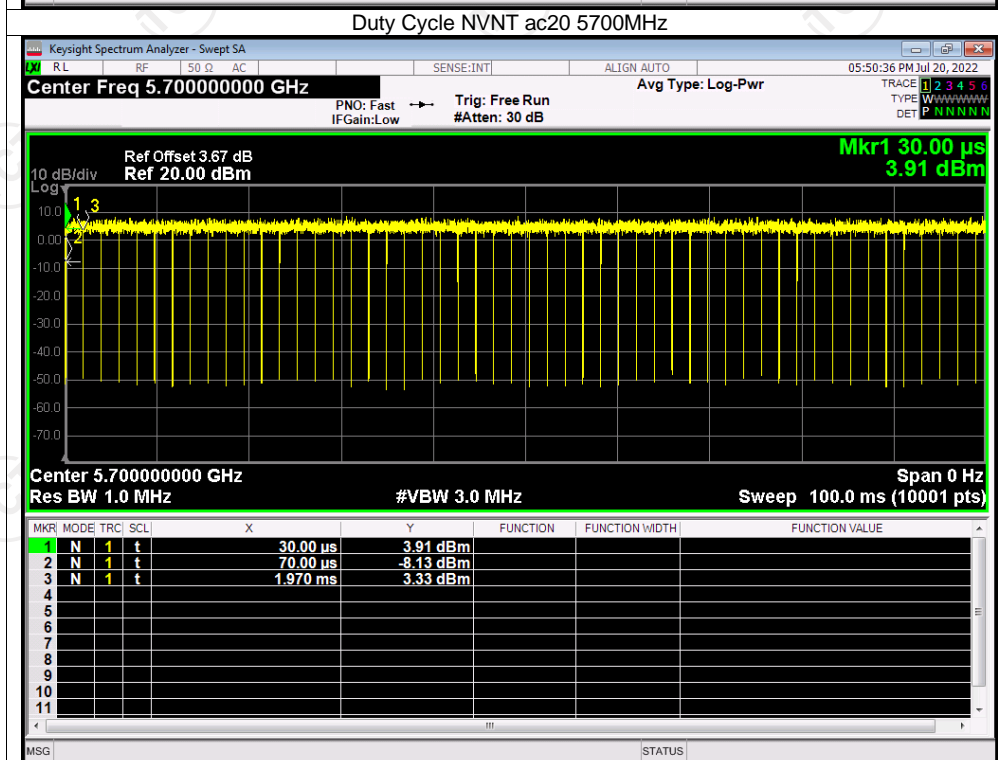 Duty Cycle NVNT ac20 5700MHz
Keysight Spectrum Analyzer - Swept SA
LXI RL RF 50 Ω AC SENSE:INT ALIGN AUTO 05:50:36 PM Jul 20, 2022
Center Freq 5.700000000 GHz
PNO: Fast
IFGain:Low
Trig: Free Run
#Atten: 30 dB
Avg Type: Log-Pwr
TRACE 1 2 3 4 5 6
TYPE W WWWWW
DET P N N N N N
Mkr1 30.00 µs
3.91 dBm
Ref Offset 3.67 dB
10 dB/div Ref 20.00 dBm
Log
10.0
0.00
-10.0
-20.0
-30.0
-40.0
-50.0
-60.0
-70.0
1 3
2
Center 5.700000000 GHz Span 0 Hz
Res BW 1.0 MHz #VBW 3.0 MHz Sweep 100.0 ms (10001 pts)
MKR MODE TRC SCL X Y FUNCTION FUNCTION WIDTH FUNCTION VALUE
1 N 1 t 30.00 µs 3.91 dBm
2 N 1 t 70.00 µs -8.13 dBm
3 N 1 t 1.970 ms 3.33 dBm
4
5
6
7
8
9
10
11
MSG STATUS